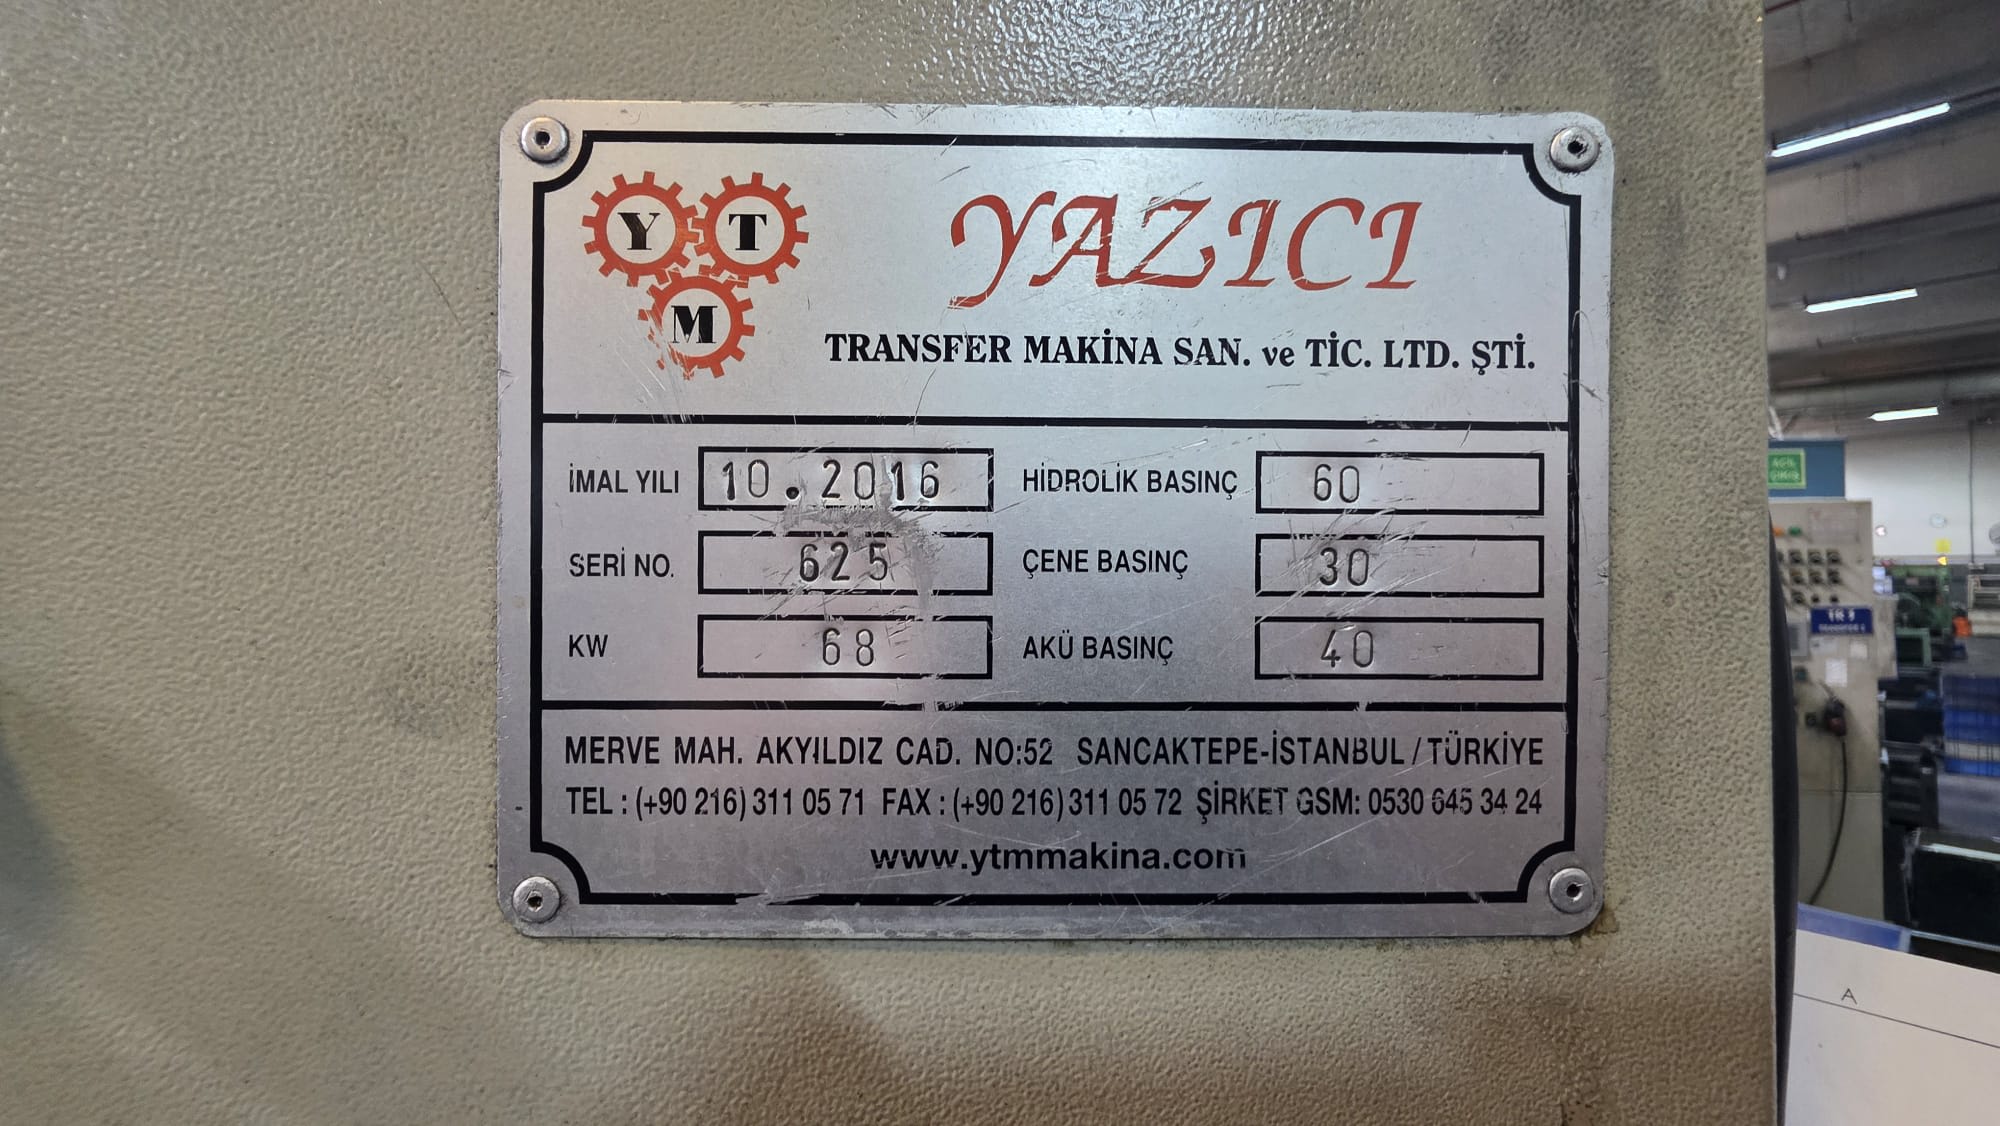 Y T
M
YAZICI
TRANSFER MAKİNA SAN. ve TİC. LTD. ŞTİ.
İMAL YILI 10.2016 HİDROLİK BASINÇ 60
SERİ NO. 625 ÇENE BASINÇ 30
KW 68 AKÜ BASINÇ 40
MERVE MAH. AKYILDIZ CAD. NO:52 SANCAKTEPE-İSTANBUL / TÜRKİYE
TEL : (+90 216) 311 05 71 FAX : (+90 216) 311 05 72 ŞİRKET GSM: 0530 645 34 24
www.ytmmakina.com
ACİL
ÇIKIŞ
A